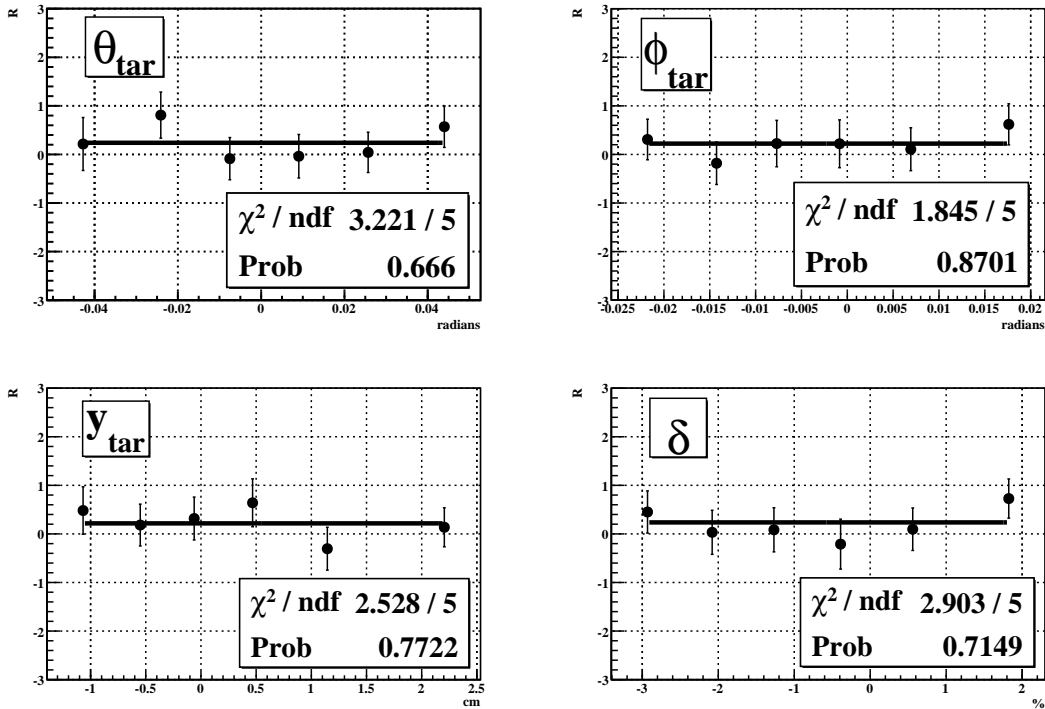 R
3
2
1
0
-1
-2
-3
θtar
χ2 / ndf 3.221 / 5
Prob 0.666
-0.04 -0.02 0 0.02 0.04
radians
R
3
2
1
0
-1
-2
-3
ϕtar
χ2 / ndf 1.845 / 5
Prob 0.8701
-0.025 -0.02 -0.015 -0.01 -0.005 0 0.005 0.01 0.015 0.02
radians
R
3
2
1
0
-1
-2
-3
ytar
χ2 / ndf 2.528 / 5
Prob 0.7722
-1 -0.5 0 0.5 1 1.5 2 2.5
cm
R
3
2
1
0
-1
-2
-3
δ
χ2 / ndf 2.903 / 5
Prob 0.7149
-3 -2 -1 0 1 2
%